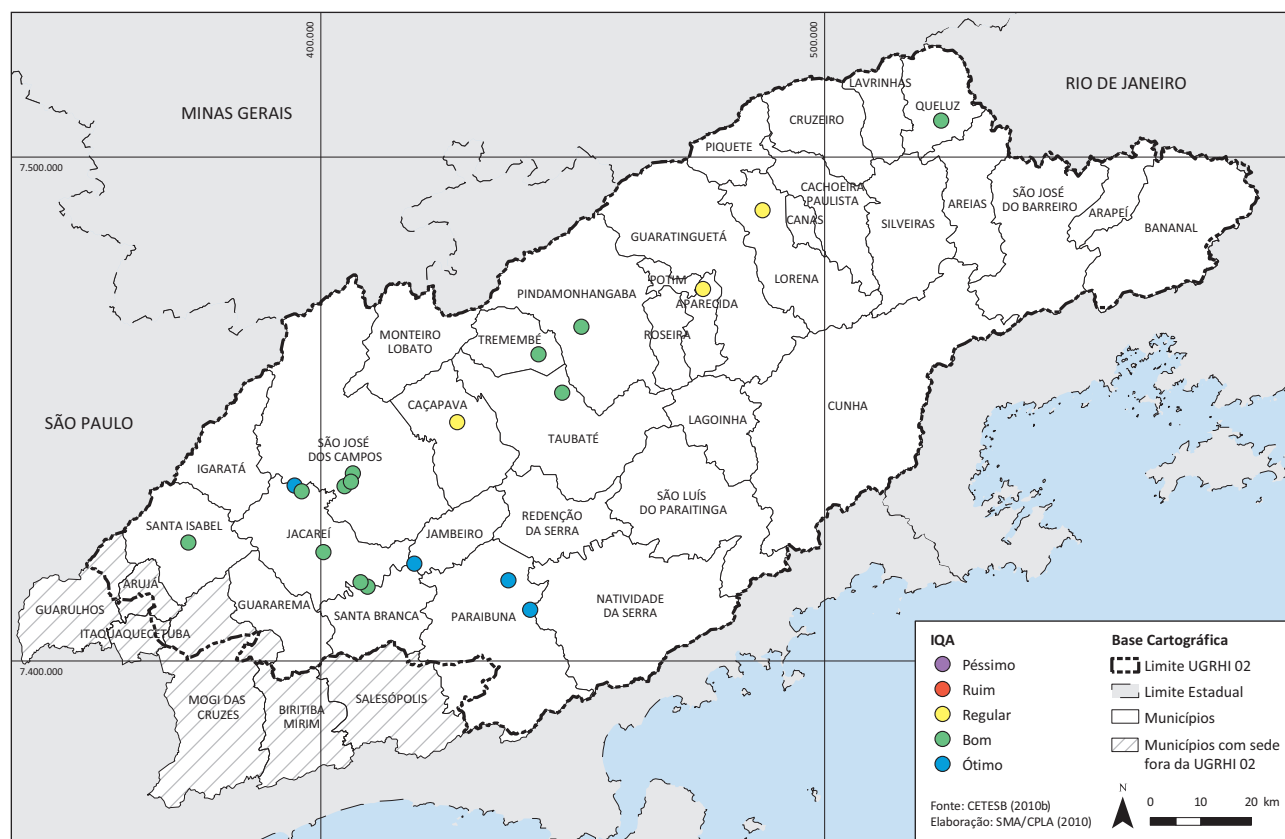 400.000
500.000
MINAS GERAIS
RIO DE JANEIRO
LAVRINHAS
QUELUZ
CRUZEIRO
PIQUETE
7.500.000
CACHOEIRA
PAULISTA
CANAS
SILVEIRAS
AREIAS
SÃO JOSÉ
DO BARREIRO
ARAPEÍ
BANANAL
GUARATINGUETÁ
LORENA
POTIM
APARECIDA
PINDAMONHANGABA
ROSEIRA
TREMEMBÉ
MONTEIRO
LOBATO
CAÇAPAVA
CUNHA
LAGOINHA
SÃO PAULO
TAUBATÉ
SÃO JOSÉ
DOS CAMPOS
IGARATÁ
SÃO LUÍS
DO PARAITINGA
SANTA ISABEL
JACAREÍ
JAMBEIRO
REDENÇÃO
DA SERRA
ARUJÁ
GUARULHOS
GUARAREMA
SANTA BRANCA
PARAIBUNA
NATIVIDADE
DA SERRA
ITAQUAQUECETUBA
7.400.000
MOGI DAS
CRUZES
BIRITIBA
MIRIM
SALESÓPOLIS
IQA
Péssimo
Ruim
Regular
Bom
Ótimo
Base Cartográfica
Limite UGRHI 02
Limite Estadual
Municípios
Municípios com sede
fora da UGRHI 02
Fonte: CETESB (2010b)
Elaboração: SMA/CPLA (2010)
N
0 10 20 km